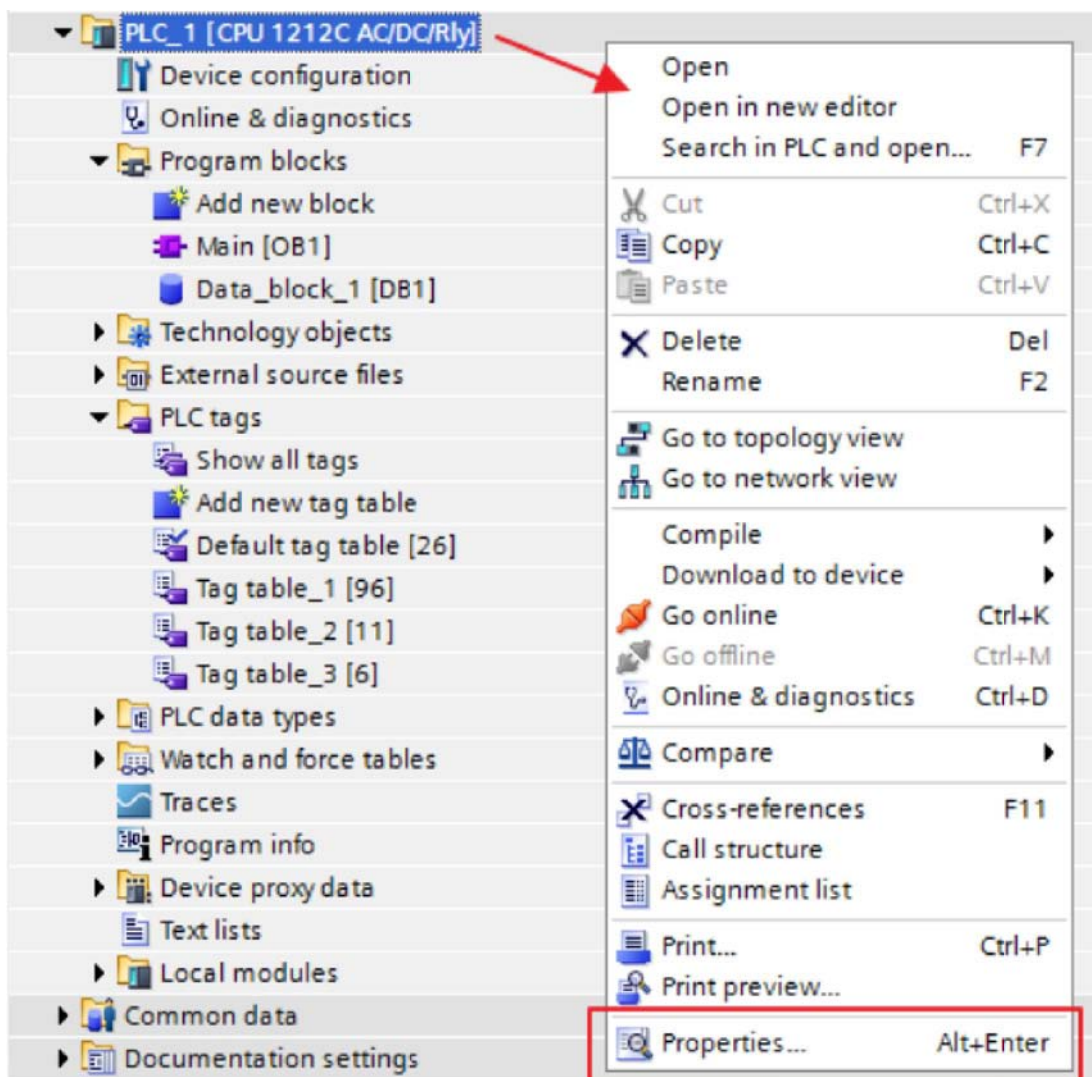 PLC_1 [CPU 1212C AC/DC/Rly]
Device configuration
Online & diagnostics
Program blocks
Add new block
Main [OB1]
Data_block_1 [DB1]
Technology objects
External source files
PLC tags
Show all tags
Add new tag table
Default tag table [26]
Tag table_1 [96]
Tag table_2 [11]
Tag table_3 [6]
PLC data types
Watch and force tables
Traces
Program info
Device proxy data
Text lists
Local modules
Common data
Documentation settings
Open
Open in new editor
Search in PLC and open... F7
Cut Ctrl+X
Copy Ctrl+C
Paste Ctrl+V
Delete Del
Rename F2
Go to topology view
Go to network view
Compile
Download to device
Go online Ctrl+K
Go offline Ctrl+M
Online & diagnostics Ctrl+D
Compare
Cross-references F11
Call structure
Assignment list
Print... Ctrl+P
Print preview...
Properties... Alt+Enter